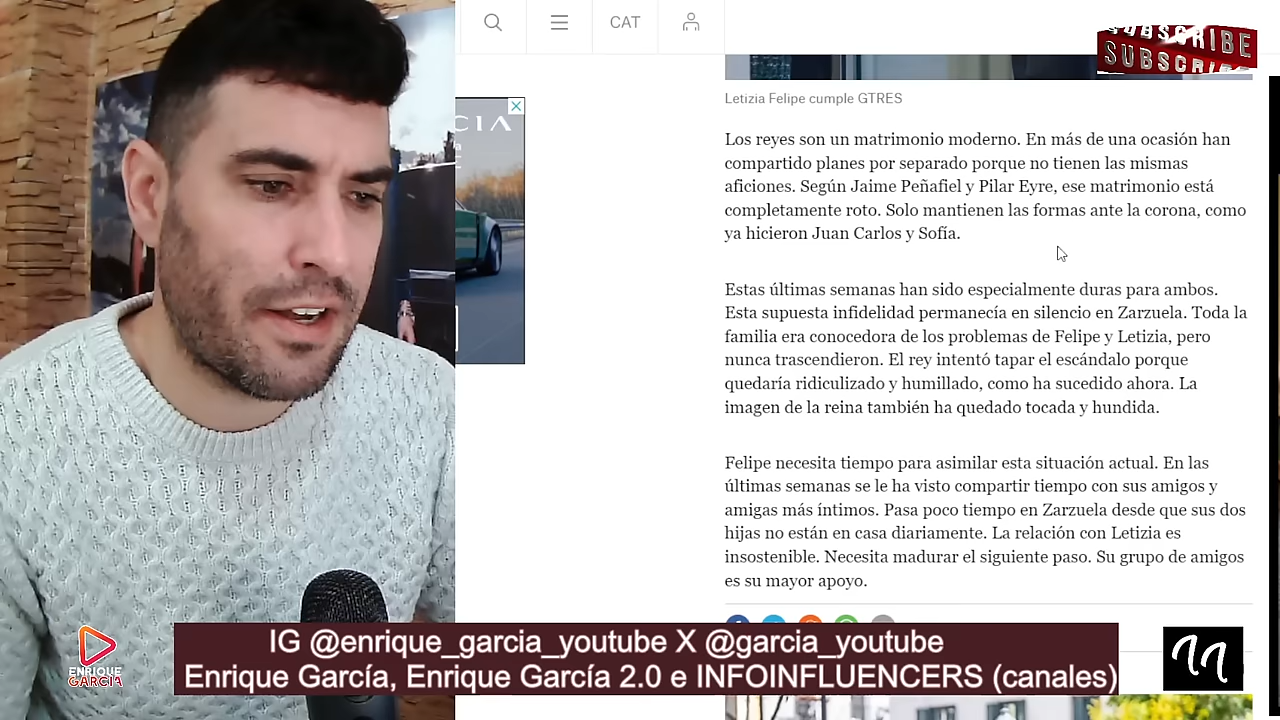 CAT
SUBSCRIBE
SUBSCRIBE
CIA
Letizia Felipe cumple GTRES
Los reyes son un matrimonio moderno. En más de una ocasión han
compartido planes por separado porque no tienen las mismas
aficiones. Según Jaime Peñafiel y Pilar Eyre, ese matrimonio está
completamente roto. Solo mantienen las formas ante la corona, como
ya hicieron Juan Carlos y Sofía.
Estas últimas semanas han sido especialmente duras para ambos.
Esta supuesta infidelidad permanecía en silencio en Zarzuela. Toda la
familia era conocedora de los problemas de Felipe y Letizia, pero
nunca trascendieron. El rey intentó tapar el escándalo porque
quedaría ridiculizado y humillado, como ha sucedido ahora. La
imagen de la reina también ha quedado tocada y hundida.
Felipe necesita tiempo para asimilar esta situación actual. En las
últimas semanas se le ha visto compartir tiempo con sus amigos y
amigas más íntimos. Pasa poco tiempo en Zarzuela desde que sus dos
hijas no están en casa diariamente. La relación con Letizia es
insostenible. Necesita madurar el siguiente paso. Su grupo de amigos
es su mayor apoyo.
IG @enrique_garcia_youtube X @garcia_youtube
Enrique García, Enrique García 2.0 e INFOINFLUENCERS (canales)
ENRIQUE
GARCÍA